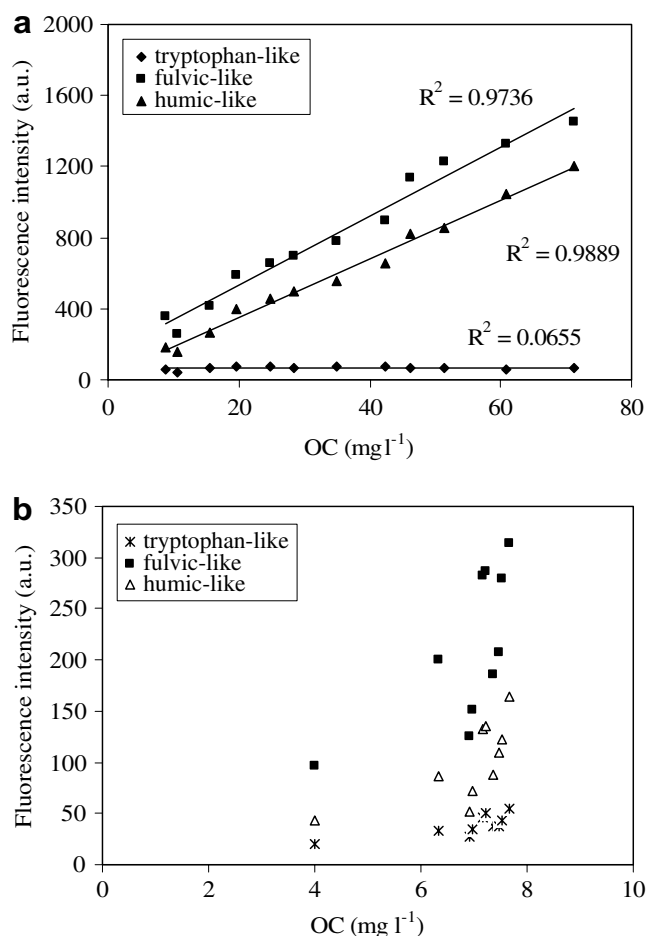 a
2000
1600
1200
800
400
0
Fluorescence intensity (a.u.)
tryptophan-like
fulvic-like
humic-like
R² = 0.9736
R² = 0.9889
R² = 0.0655
0 20 40 60 80
OC (mg l⁻¹)
b
350
300
250
200
150
100
50
0
Fluorescence intensity (a.u.)
tryptophan-like
fulvic-like
humic-like
0 2 4 6 8 10
OC (mg l⁻¹)